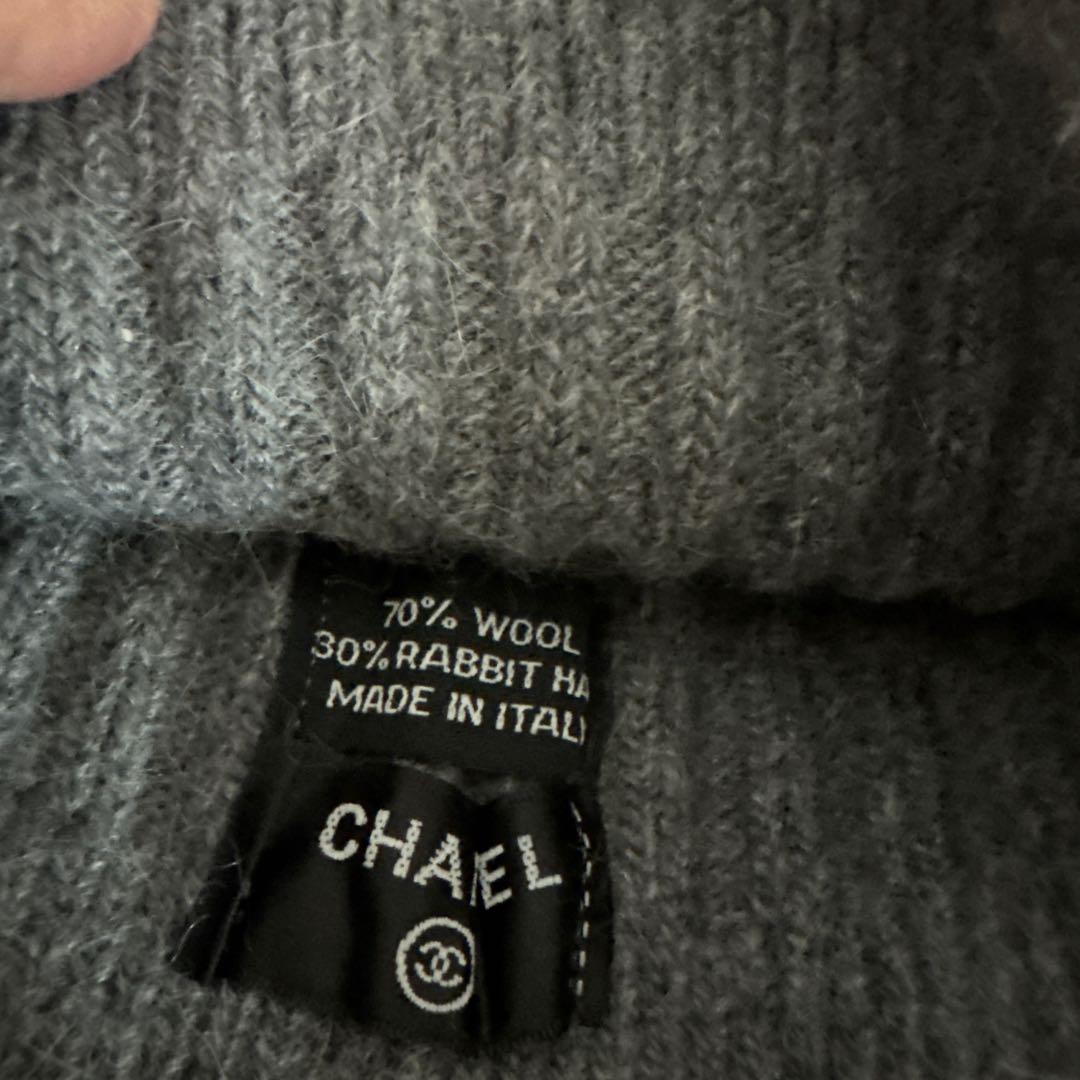 70% WOOL
30% RABBIT HA
MADE IN ITAL
CHAEL